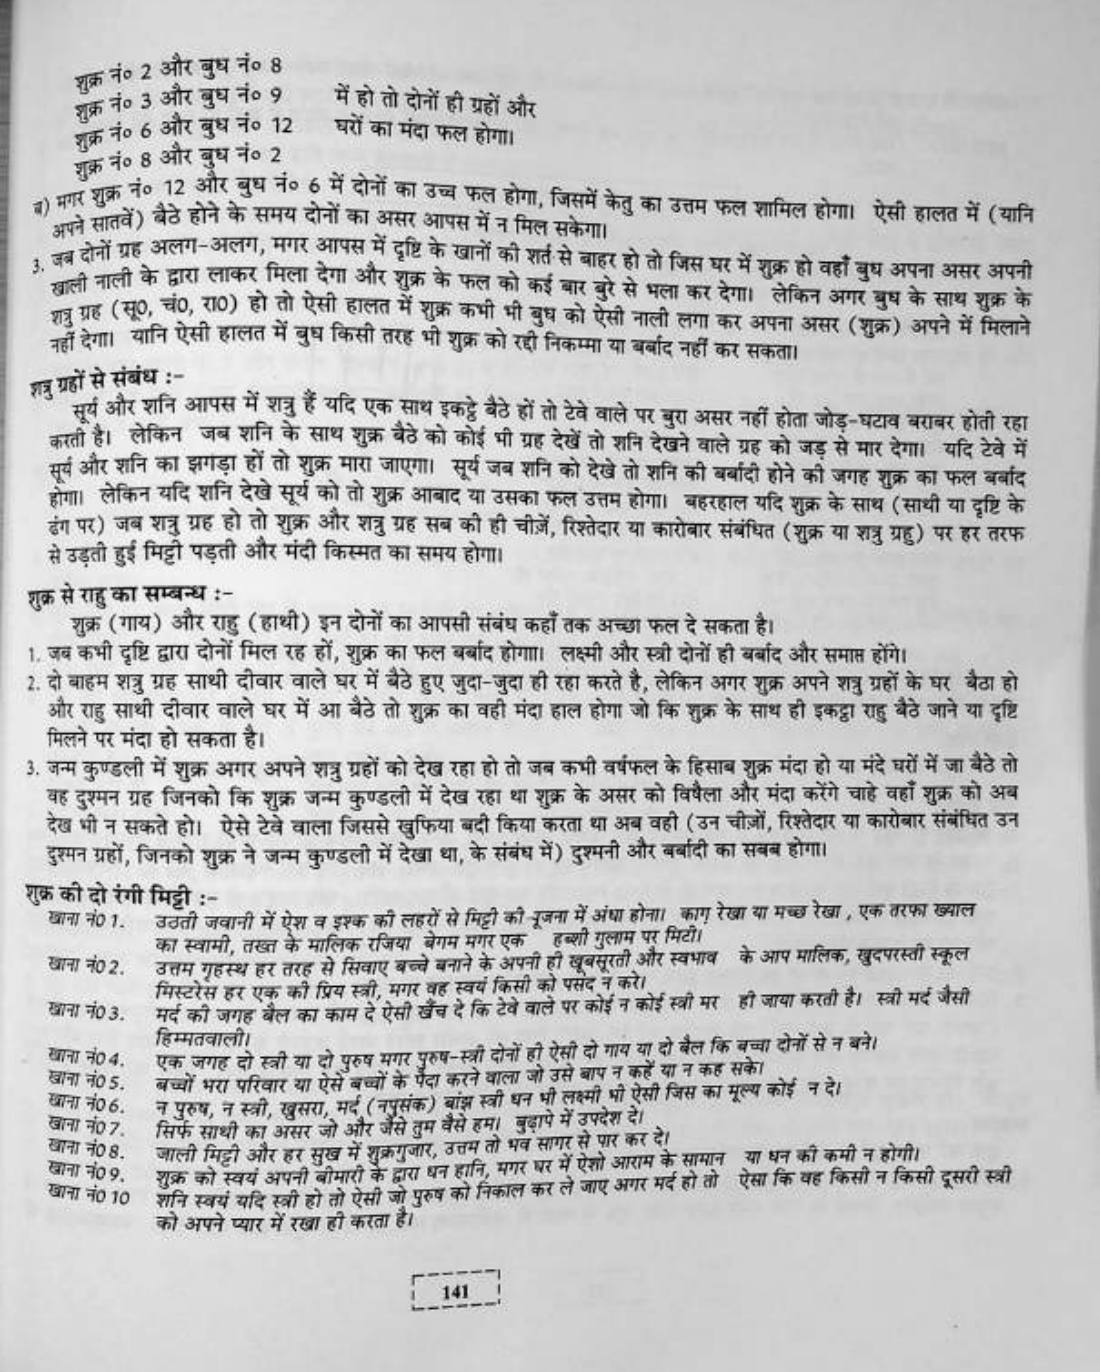 शुक्र नं० 2 और बुध नं० 8
शुक्र नं० 3 और बुध नं० 9 में हो तो दोनों ही ग्रहों और
शुक्र नं० 6 और बुध नं० 12 घरों का मंदा फल होगा।
शुक्र नं० 8 और बुध नं० 2
ब) मगर शुक्र नं० 12 और बुध नं० 6 में दोनों का उच्च फल होगा, जिसमें केतु का उत्तम फल शामिल होगा। ऐसी हालत में (यानि
अपने सातवें) बैठे होने के समय दोनों का असर आपस में न मिल सकेगा।
3. जब दोनों ग्रह अलग-अलग, मगर आपस में दृष्टि के खानों की शर्त से बाहर हो तो जिस घर में शुक्र हो वहाँ बुध अपना असर अपनी
खाली नाली के द्वारा लाकर मिला देगा और शुक्र के फल को कई बार बुरे से भला कर देगा। लेकिन अगर बुध के साथ शुक्र के
शत्रु ग्रह (सू0, चं0, रा0) हो तो ऐसी हालत में शुक्र कभी भी बुध को ऐसी नाली लगा कर अपना असर (शुक्र) अपने में मिलाने
नहीं देगा। यानि ऐसी हालत में बुध किसी तरह भी शुक्र को रद्दी निकम्मा या बर्बाद नहीं कर सकता।
शत्रु ग्रहों से संबंध :-
सूर्य और शनि आपस में शत्रु हैं यदि एक साथ इकट्ठे बैठे हों तो टेवे वाले पर बुरा असर नहीं होता जोड़-घटाव बराबर होती रहा
करती है। लेकिन जब शनि के साथ शुक्र बैठे को कोई भी ग्रह देखें तो शनि देखने वाले ग्रह को जड़ से मार देगा। यदि टेवे में
सूर्य और शनि का झगड़ा हों तो शुक्र मारा जाएगा। सूर्य जब शनि को देखे तो शनि की बर्बादी होने की जगह शुक्र का फल बर्बाद
होगा। लेकिन यदि शनि देखे सूर्य को तो शुक्र आबाद या उसका फल उत्तम होगा। बहरहाल यदि शुक्र के साथ (साथी या दृष्टि के
ढंग पर) जब शत्रु ग्रह हो तो शुक्र और शत्रु ग्रह सब की ही चीज़ें, रिश्तेदार या कारोबार संबंधित (शुक्र या शत्रु ग्रहु) पर हर तरफ
से उड़ती हुई मिट्टी पड़ती और मंदी किस्मत का समय होगा।
शुक्र से राहु का सम्बन्ध :-
शुक्र (गाय) और राहु (हाथी) इन दोनों का आपसी संबंध कहाँ तक अच्छा फल दे सकता है।
1. जब कभी दृष्टि द्वारा दोनों मिल रह हों, शुक्र का फल बर्बाद होगाा। लक्ष्मी और स्त्री दोनों ही बर्बाद और समाप्त होंगे।
2. दो बाहम शत्रु ग्रह साथी दीवार वाले घर में बैठे हुए जुदा-जुदा ही रहा करते है, लेकिन अगर शुक्र अपने शत्रु ग्रहों के घर बैठा हो
और राहु साथी दीवार वाले घर में आ बैठे तो शुक्र का वही मंदा हाल होगा जो कि शुक्र के साथ ही इकट्ठा राहु बैठे जाने या दृष्टि
मिलने पर मंदा हो सकता है।
3. जन्म कुण्डली में शुक्र अगर अपने शत्रु ग्रहों को देख रहा हो तो जब कभी वर्षफल के हिसाब शुक्र मंदा हो या मंदे घरों में जा बैठे तो
वह दुश्मन ग्रह जिनको कि शुक्र जन्म कुण्डली में देख रहा था शुक्र के असर को विषैला और मंदा करेंगे चाहे वहाँ शुक्र को अब
देख भी न सकते हो। ऐसे टेवे वाला जिससे खुफिया बदी किया करता था अब वही (उन चीज़ों, रिश्तेदार या कारोबार संबंधित उन
दुश्मन ग्रहों, जिनको शुक्र ने जन्म कुण्डली में देखा था, के संबंध में) दुश्मनी और बर्बादी का सबब होगा।
शुक्र की दो रंगी मिट्टी :-
खाना नं0 1. उठती जवानी में ऐश व इश्क की लहरों से मिट्टी की पूजना में अंधा होना। काग रेखा या मच्छ रेखा , एक तरफा ख्याल
का स्वामी, तख्त के मालिक रजिया बेगम मगर एक हब्शी गुलाम पर मिटी।
खाना नं0 2. उत्तम गृहस्थ हर तरह से सिवाए बच्चे बनाने के अपनी ही खूबसूरती और स्वभाव के आप मालिक, खुदपरस्ती स्कूल
मिस्टरेस हर एक की प्रिय स्त्री, मगर वह स्वयं किसी को पसंद न करे।
खाना नं0 3. मर्द की जगह बैल का काम दे ऐसी खैंच दे कि टेवे वाले पर कोई न कोई स्त्री मर ही जाया करती है। स्त्री मर्द जैसी
हिम्मतवाली।
खाना नं0 4. एक जगह दो स्त्री या दो पुरुष मगर पुरुष-स्त्री दोनों ही ऐसी दो गाय या दो बैल कि बच्चा दोनों से न बने।
खाना नं0 5. बच्चों भरा परिवार या ऐसे बच्चों के पैदा करने वाला जो उसे बाप न कहें या न कह सके।
खाना नं0 6. न पुरुष, न स्त्री, खुसरा, मर्द (नपुसंक) बांझ स्त्री धन भी लक्ष्मी भी ऐसी जिस का मूल्य कोई न दे।
खाना नं0 7. सिर्फ साथी का असर जो और जैसे तुम वैसे हम। बुढ़ापे में उपदेश दे।
खाना नं0 8. जाली मिट्टी और हर सुख में शुक्रगुजार, उत्तम तो भव सागर से पार कर दे।
खाना नं0 9. शुक्र को स्वयं अपनी बीमारी के द्वारा धन हानि, मगर घर में ऐशो आराम के सामान या धन की कमी न होगी।
खाना नं0 10 शनि स्वयं यदि स्त्री हो तो ऐसी जो पुरुष को निकाल कर ले जाए अगर मर्द हो तो ऐसा कि वह किसी न किसी दूसरी स्त्री
को अपने प्यार में रखा ही करता है।
141